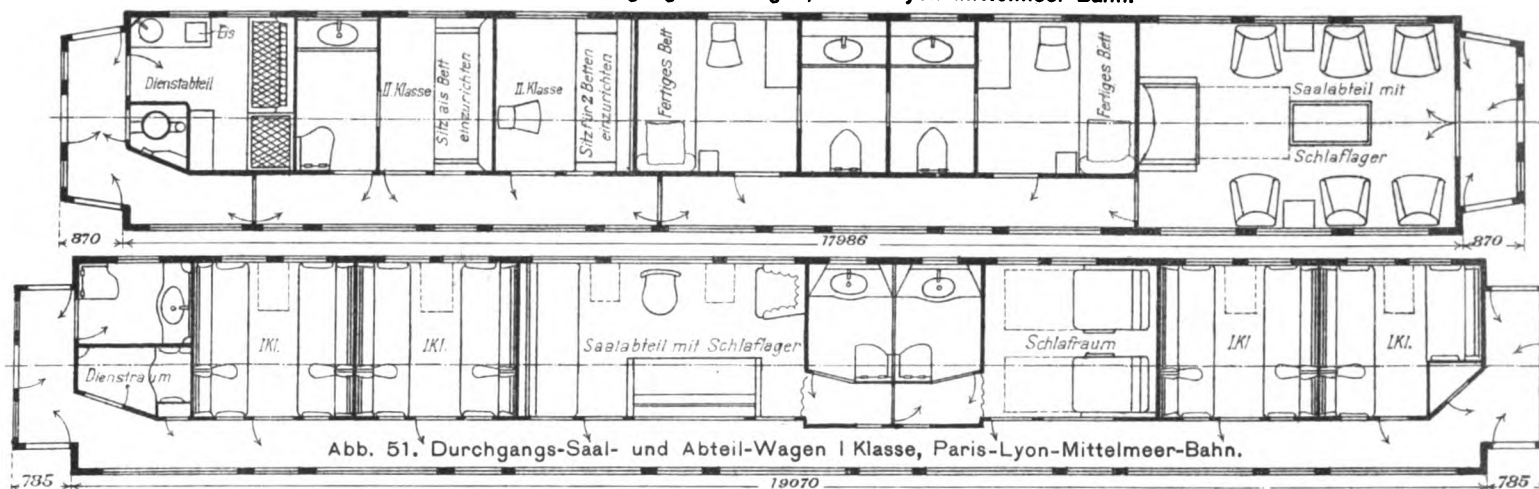 Eis
Dienstabteil
II. Klasse
Sitz als Bett
einzurichten
II. Klasse
Sitz für 2 Betten
einzurichten
Fertiges Bett
Fertiges Bett
Saalabteil mit
Schlaflager
870
17986
870
Dienstraum
I.Kl.
I.Kl.
Saalabteil mit Schlaflager
Schlafraum
I.Kl
I.Kl.
Abb. 51. Durchgangs-Saal- und Abteil-Wagen I Klasse, Paris-Lyon-Mittelmeer-Bahn.
785
19070
785